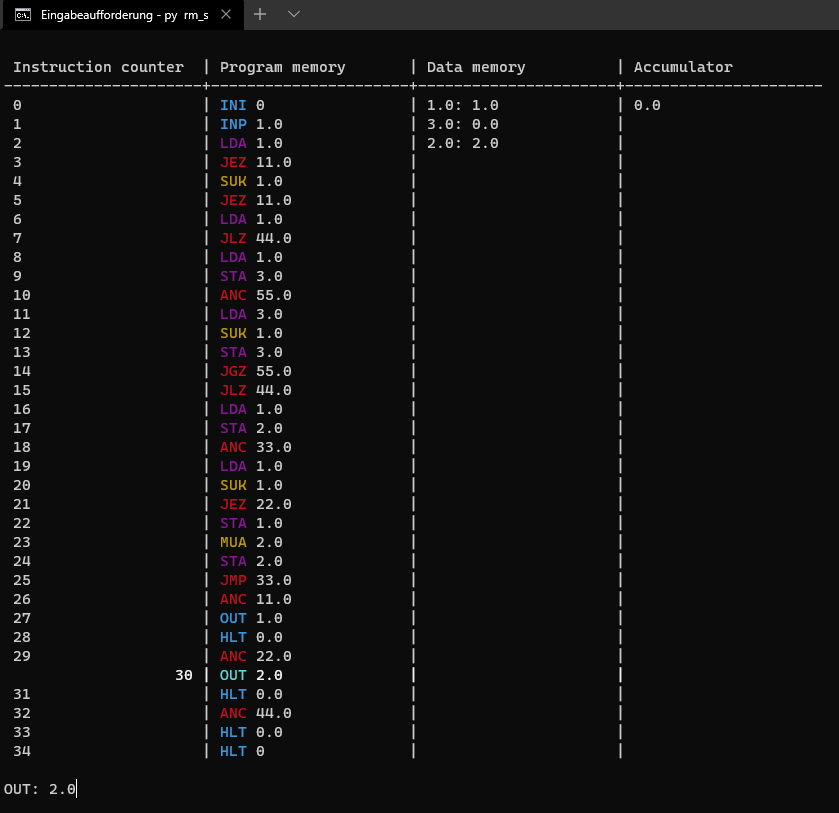 Eingabeaufforderung - py rm_s
Instruction counter | Program memory | Data memory | Accumulator
----------------------+----------------------+----------------------+----------------------
0 | INI 0 | 1.0: 1.0 | 0.0
1 | INP 1.0 | 3.0: 0.0 |
2 | LDA 1.0 | 2.0: 2.0 |
3 | JEZ 11.0 | |
4 | SUK 1.0 | |
5 | JEZ 11.0 | |
6 | LDA 1.0 | |
7 | JLZ 44.0 | |
8 | LDA 1.0 | |
9 | STA 3.0 | |
10 | ANC 55.0 | |
11 | LDA 3.0 | |
12 | SUK 1.0 | |
13 | STA 3.0 | |
14 | JGZ 55.0 | |
15 | JLZ 44.0 | |
16 | LDA 1.0 | |
17 | STA 2.0 | |
18 | ANC 33.0 | |
19 | LDA 1.0 | |
20 | SUK 1.0 | |
21 | JEZ 22.0 | |
22 | STA 1.0 | |
23 | MUA 2.0 | |
24 | STA 2.0 | |
25 | JMP 33.0 | |
26 | ANC 11.0 | |
27 | OUT 1.0 | |
28 | HLT 0.0 | |
29 | ANC 22.0 | |
30 | OUT 2.0 | |
31 | HLT 0.0 | |
32 | ANC 44.0 | |
33 | HLT 0.0 | |
34 | HLT 0 | |
OUT: 2.0